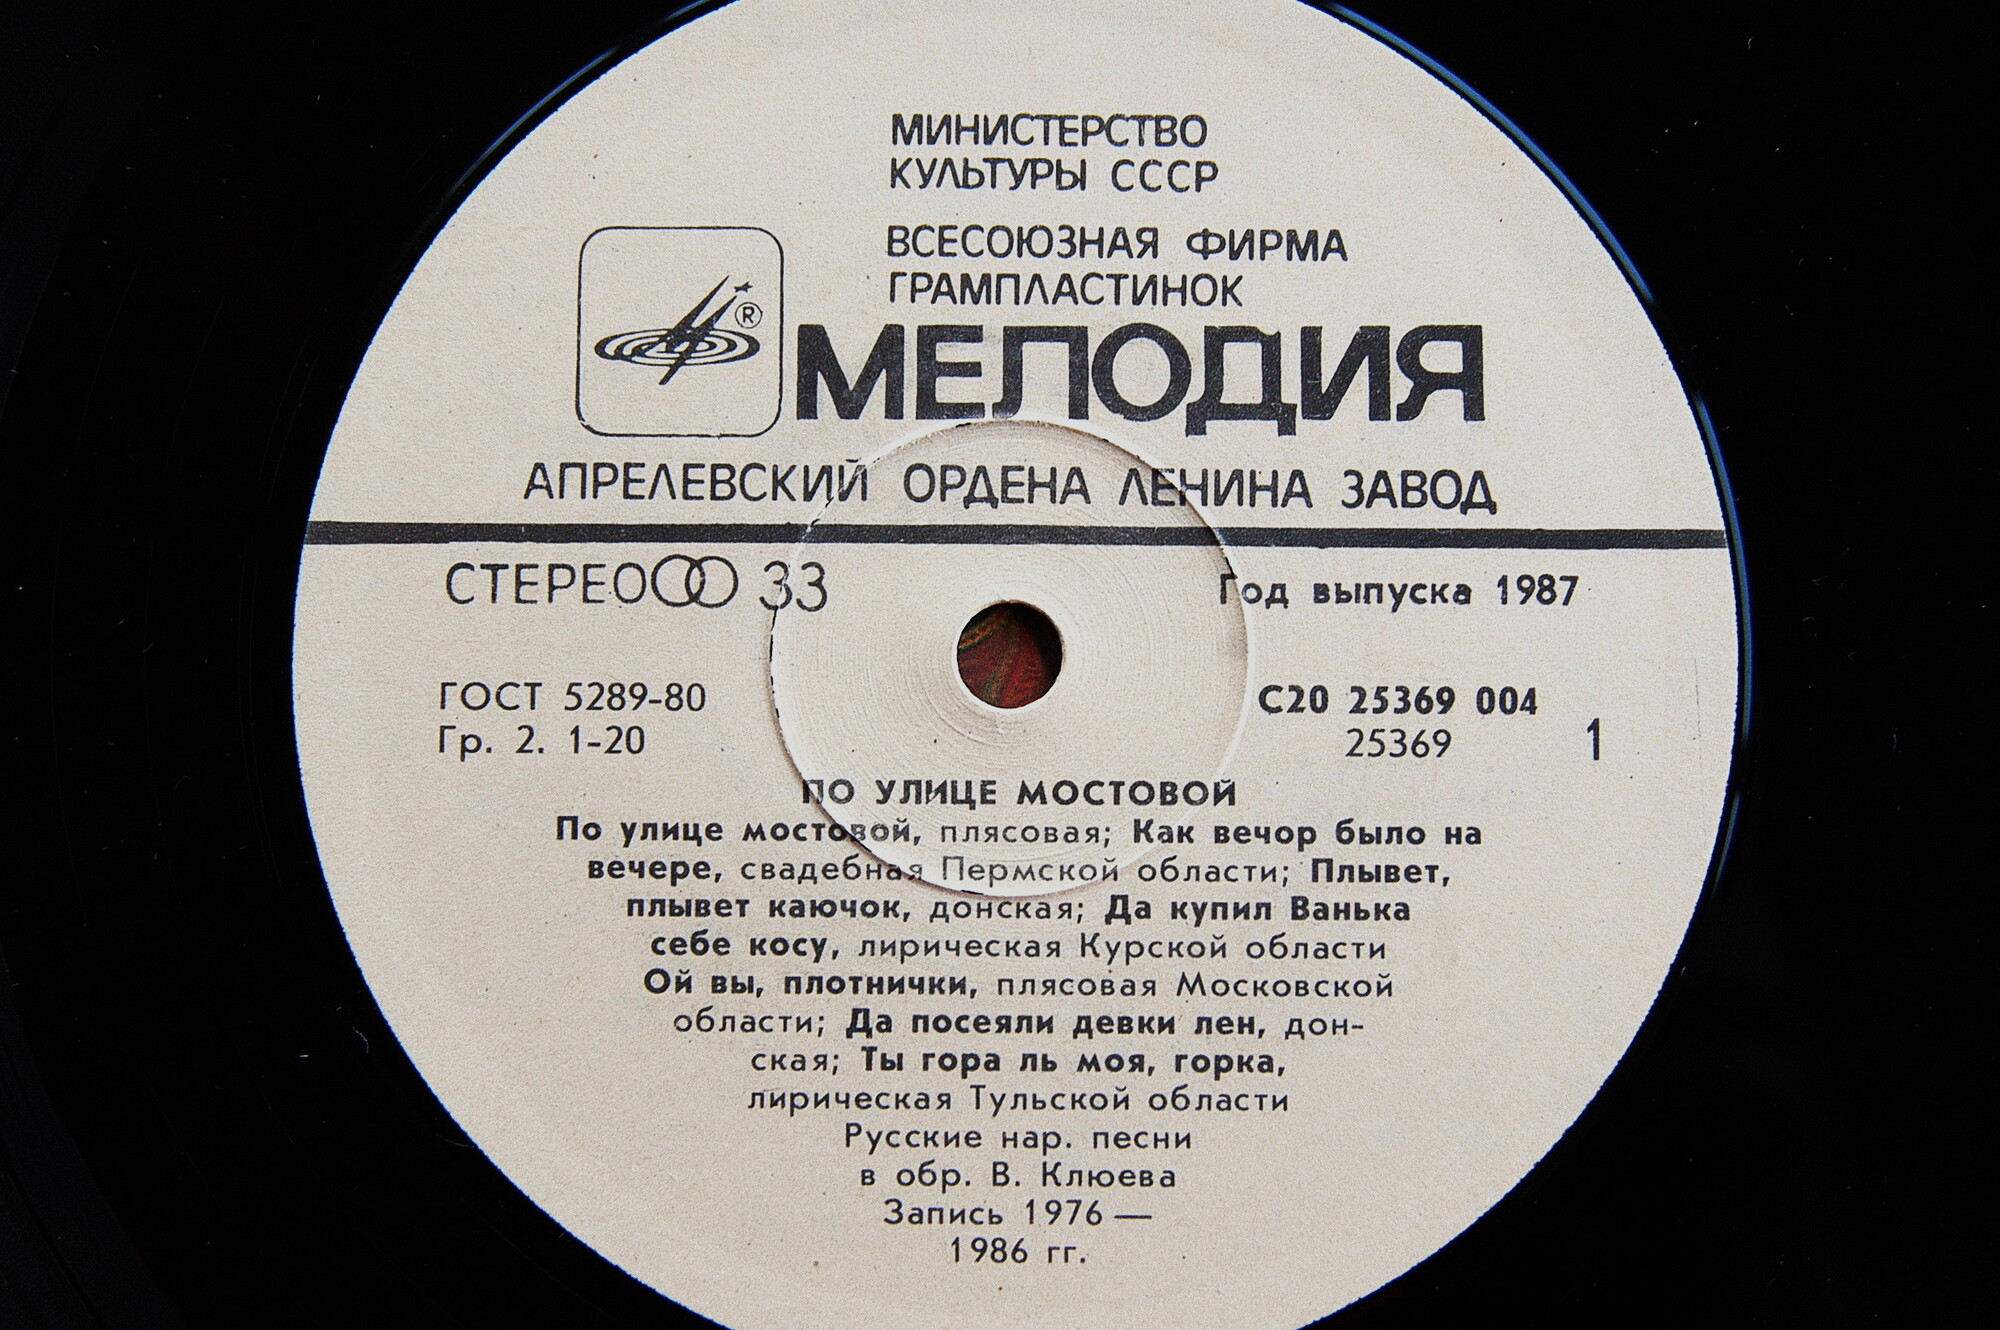 МИНИСТЕРСТВО
КУЛЬТУРЫ СССР
ВСЕСОЮЗНАЯ ФИРМА
ГРАМПЛАСТИНОК
®
МЕЛОДИЯ
АПРЕЛЕВСКИЙ ОРДЕНА ЛЕНИНА ЗАВОД
СТЕРЕО 33
Год выпуска 1987
ГОСТ 5289-80
Гр. 2. 1-20
С20 25369 004
25369
1
ПО УЛИЦЕ МОСТОВОЙ
По улице мостовой, плясовая; Как вечор было на
вечере, свадебная Пермской области; Плывет,
плывет каючок, донская; Да купил Ванька
себе косу, лирическая Курской области
Ой вы, плотнички, плясовая Московской
области; Да посеяли девки лен, дон-
ская; Ты гора ль моя, горка,
лирическая Тульской области
Русские нар. песни
в обр. В. Клюева
Запись 1976 —
1986 гг.